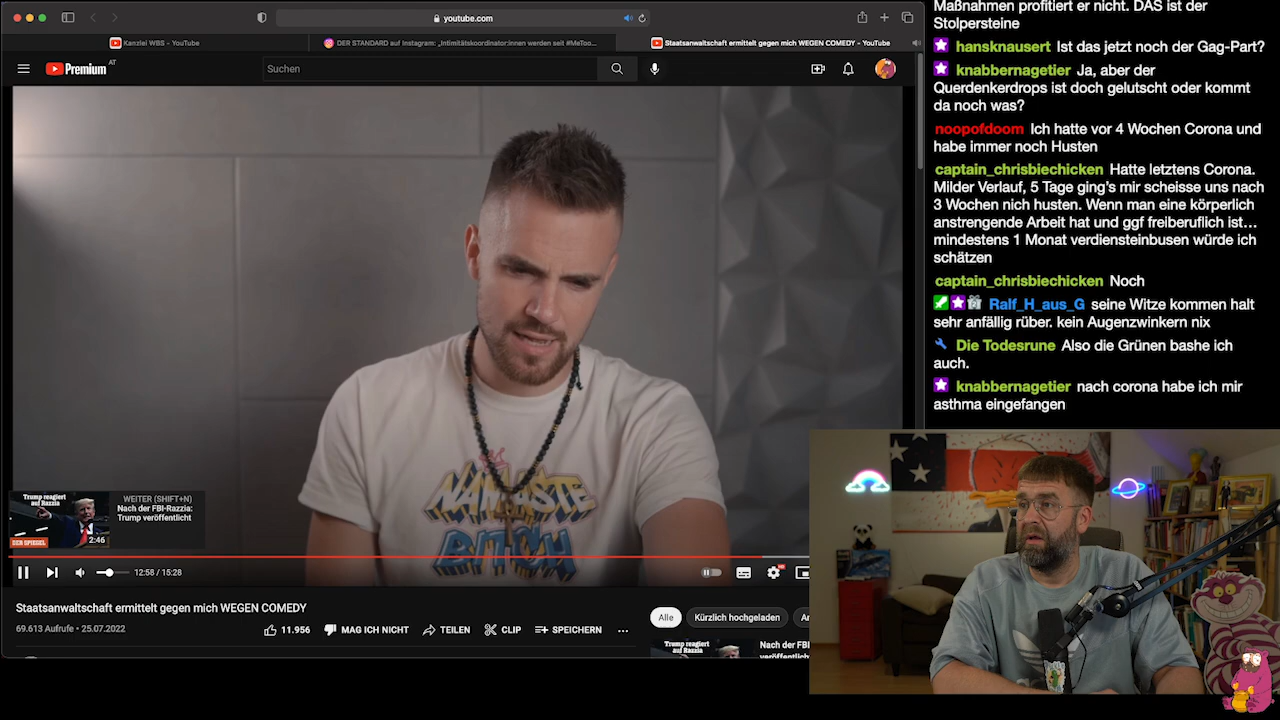 youtube.com
Kanzlei WBS - YouTube
DER STANDARD auf Instagram: „Intimitätskoordinator:innen werden seit #MeToo...
Staatsanwaltschaft ermittelt gegen mich WEGEN COMEDY - YouTube
Premium AT
Suchen
NAMASTE
BITCH
Trump reagiert
auf Razzia
DER SPIEGEL
2:46
WEITER (SHIFT+N)
Nach der FBI-Razzia:
Trump veröffentlicht
12:58 / 15:28
Staatsanwaltschaft ermittelt gegen mich WEGEN COMEDY
69.613 Aufrufe • 25.07.2022
11.956
MAG ICH NICHT
TEILEN
CLIP
SPEICHERN
Alle
Kürzlich hochgeladen
Trump reagiert
Nach der FBI
Maßnahmen profitiert er nicht. DAS ist der
Stolpersteine
hansknausert Ist das jetzt noch der Gag-Part?
knabbernagetier Ja, aber der
Querdenkerdrops ist doch gelutscht oder kommt
da noch was?
noopofdoom Ich hatte vor 4 Wochen Corona und
habe immer noch Husten
captain_chrisbiechicken Hatte letztens Corona.
Milder Verlauf, 5 Tage ging's mir scheisse uns nach
3 Wochen nich husten. Wenn man eine körperlich
anstrengende Arbeit hat und ggf freiberuflich ist...
mindestens 1 Monat verdiensteinbusen würde ich
schätzen
captain_chrisbiechicken Noch
Ralf_H_aus_G seine Witze kommen halt
sehr anfällig rüber. kein Augenzwinkern nix
Die Todesrune Also die Grünen bashe ich
auch.
knabbernagetier nach corona habe ich mir
asthma eingefangen